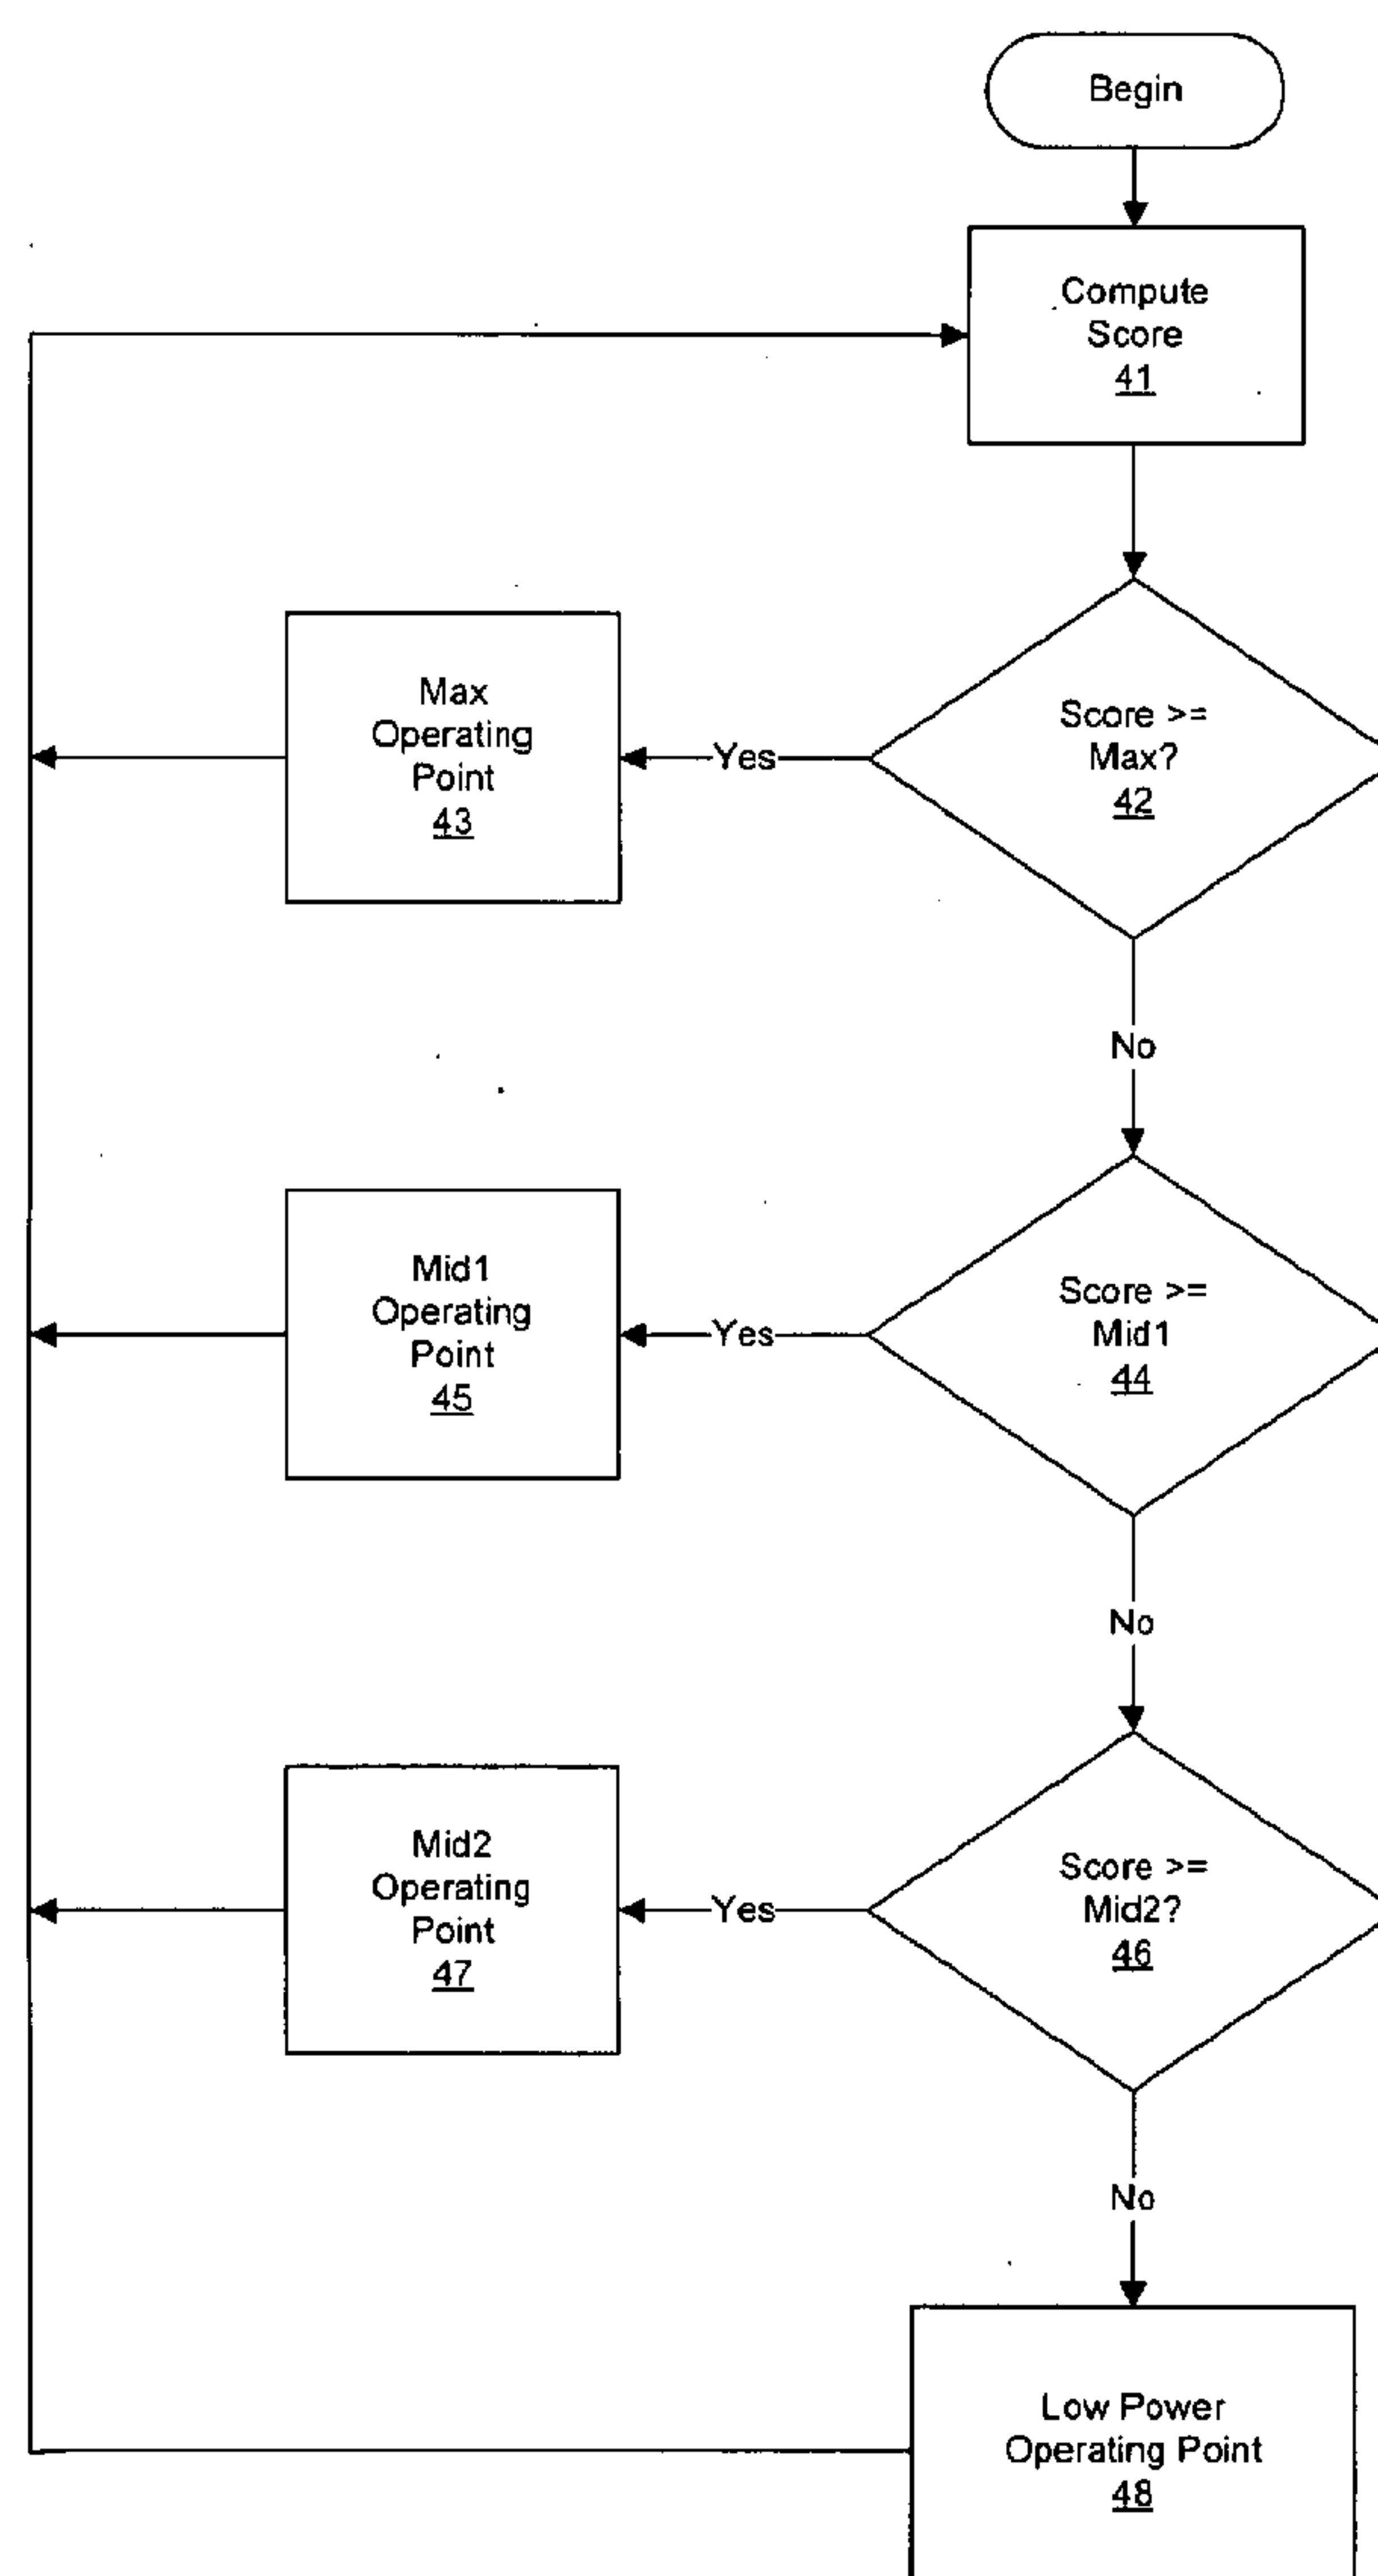 Begin
Compute
Score
41
Max
Operating
Point
43
Yes
Score >=
Max?
42
No
Mid1
Operating
Point
45
Yes
Score >=
Mid1
44
No
Mid2
Operating
Point
47
Yes
Score >=
Mid2?
46
No
Low Power
Operating Point
48